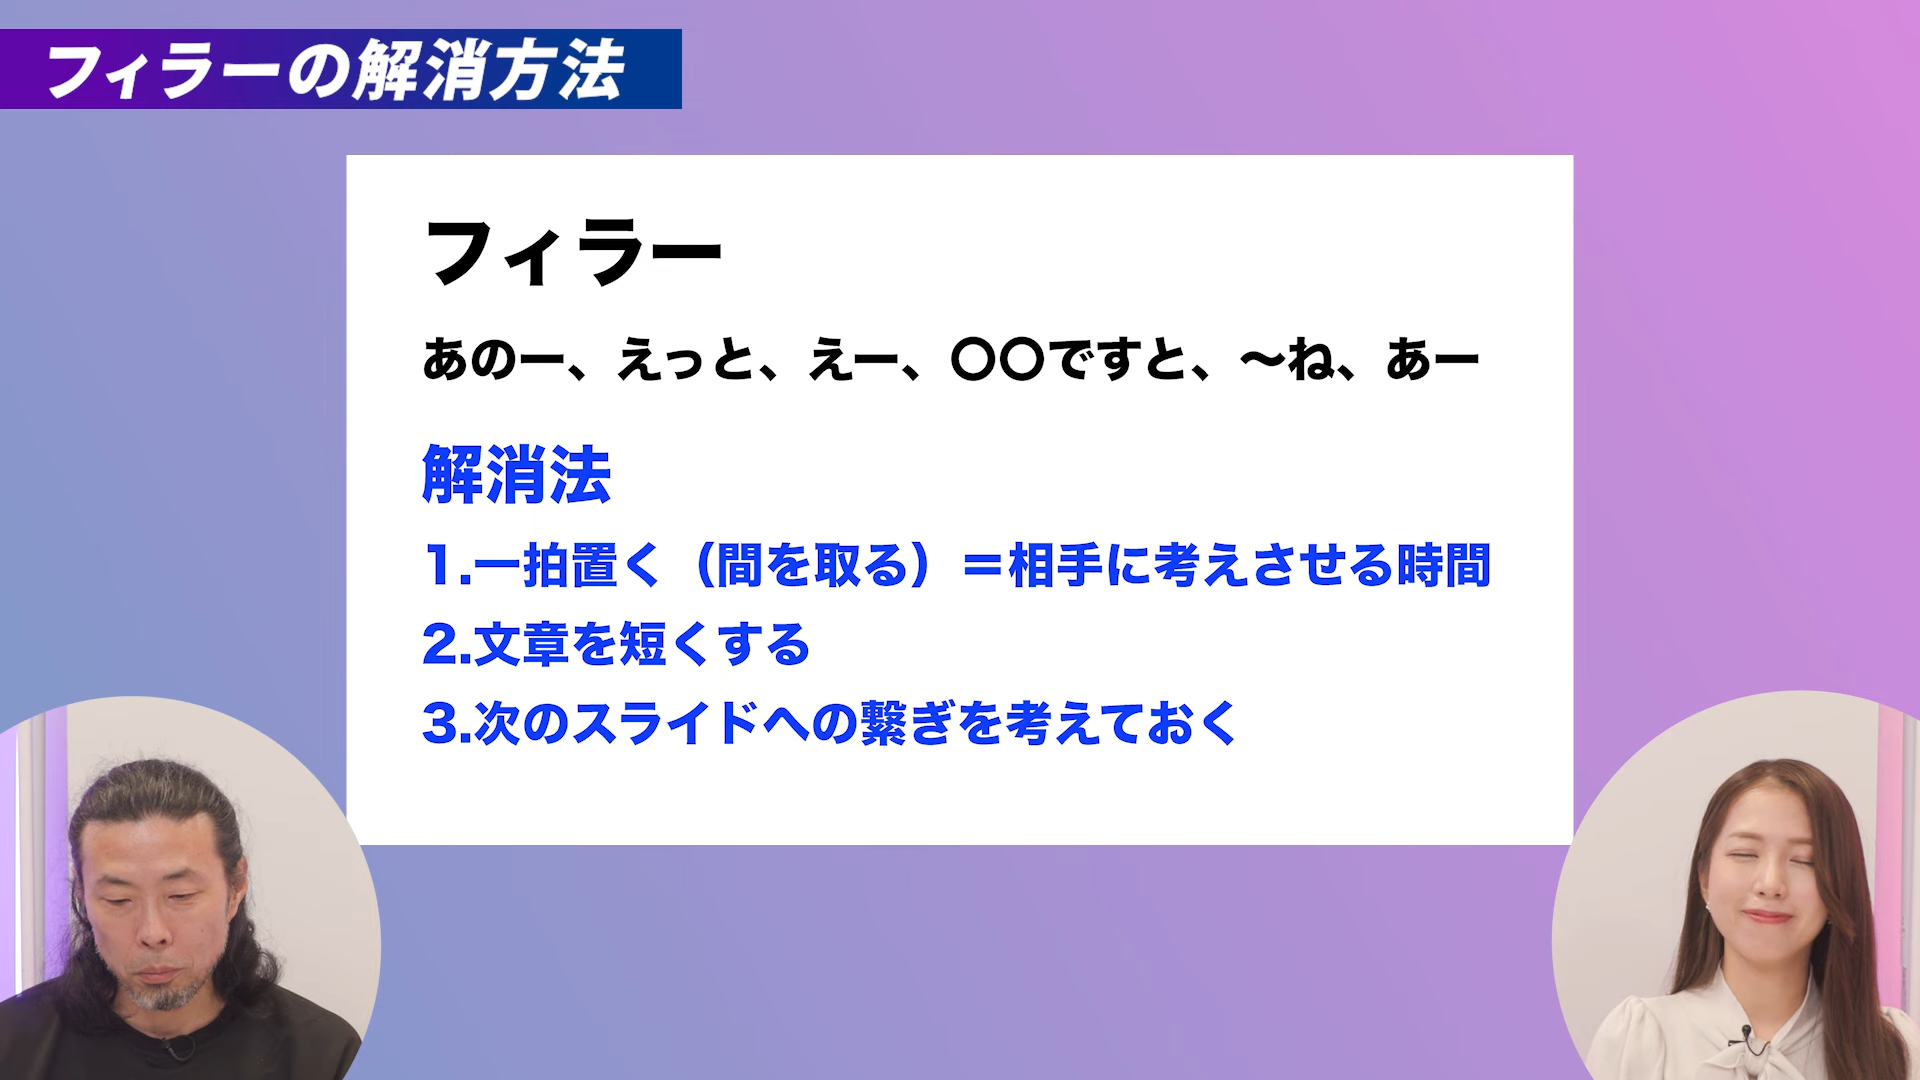 フィラーの解消方法
フィラー
あのー、えっと、えー、〇〇ですと、〜ね、あー
解消法
1.一拍置く（間を取る）＝相手に考えさせる時間
2.文章を短くする
3.次のスライドへの繋ぎを考えておく